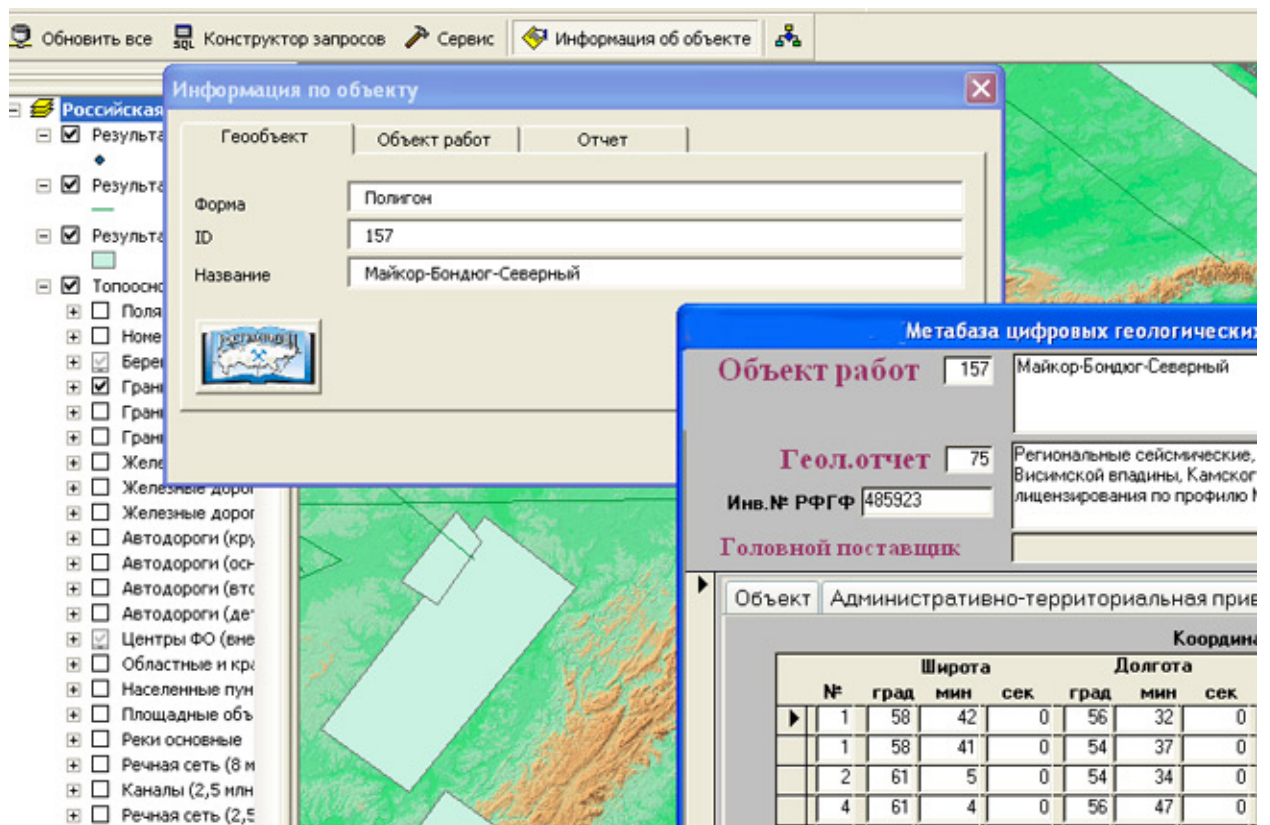 Обновить все Конструктор запросов Сервис Информация об объекте
SQL
Информация по объекту
Геообъект Объект работ Отчет
Форма Полигон
ID 157
Название Майкор-Бондюг-Северный
Российская
Результа
Результа
Результа
Топоосно
Поля
Номе
Берег
Грани
Грани
Грани
Желе
Железные дорог
Железные дорог
Автодороги (кру
Автодороги (осн
Автодороги (вто
Автодороги (дет
Центры ФО (вне
Областные и кра
Населенные пун
Площадные объ
Реки основные
Речная сеть (8 м
Каналы (2,5 млн
Речная сеть (2,5
Метабаза цифровых геологических
Объект работ 157 Майкор-Бондюг-Северный
Геол.отчет 75 Региональные сейсмические,
Висимской впадины, Камског
лицензирования по профилю
Инв.№ РФГФ 485923
Головной поставщик
Объект Административно-территориальная прив
Координа
Широта Долгота
№ град мин сек град мин сек
1 58 42 0 56 32 0
1 58 41 0 54 37 0
2 61 5 0 54 34 0
4 61 4 0 56 47 0